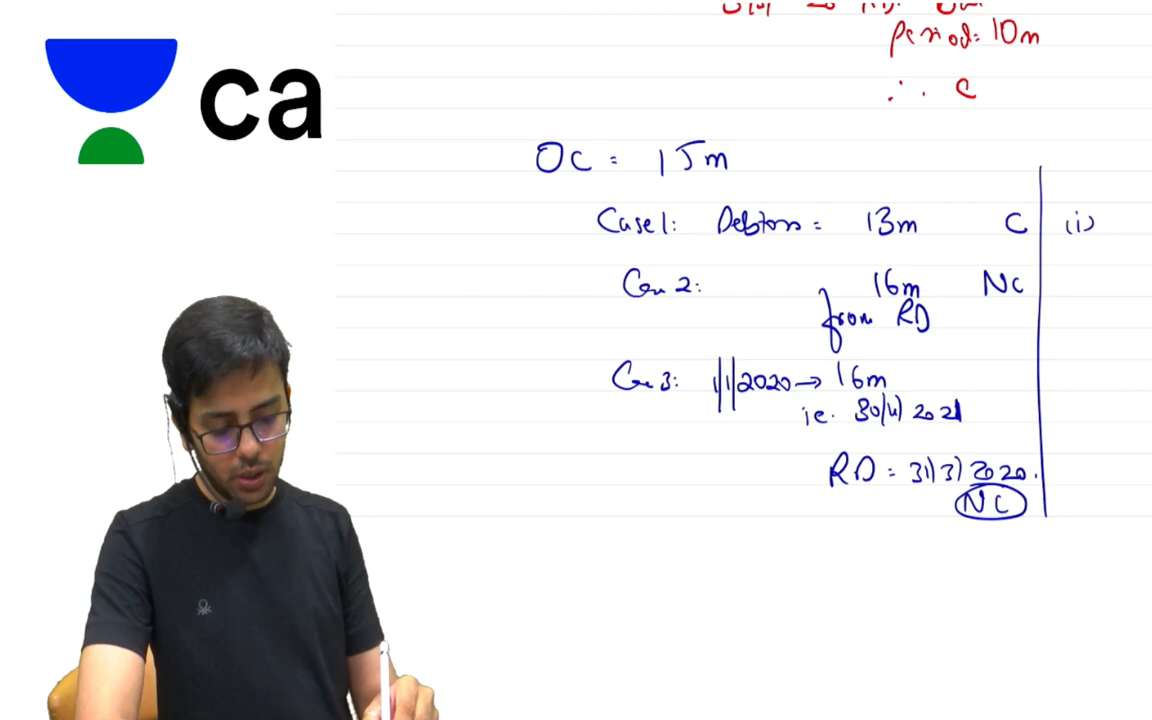 ca
Period: 10m
∴ C
OC = 15m
Case 1: Debtors = 13m C (i)
Case 2: 16m NC
from RD
Case 3: 1/1/2020 → 16m
ie. 30/4/2021
RD = 31/3/2020.
NC